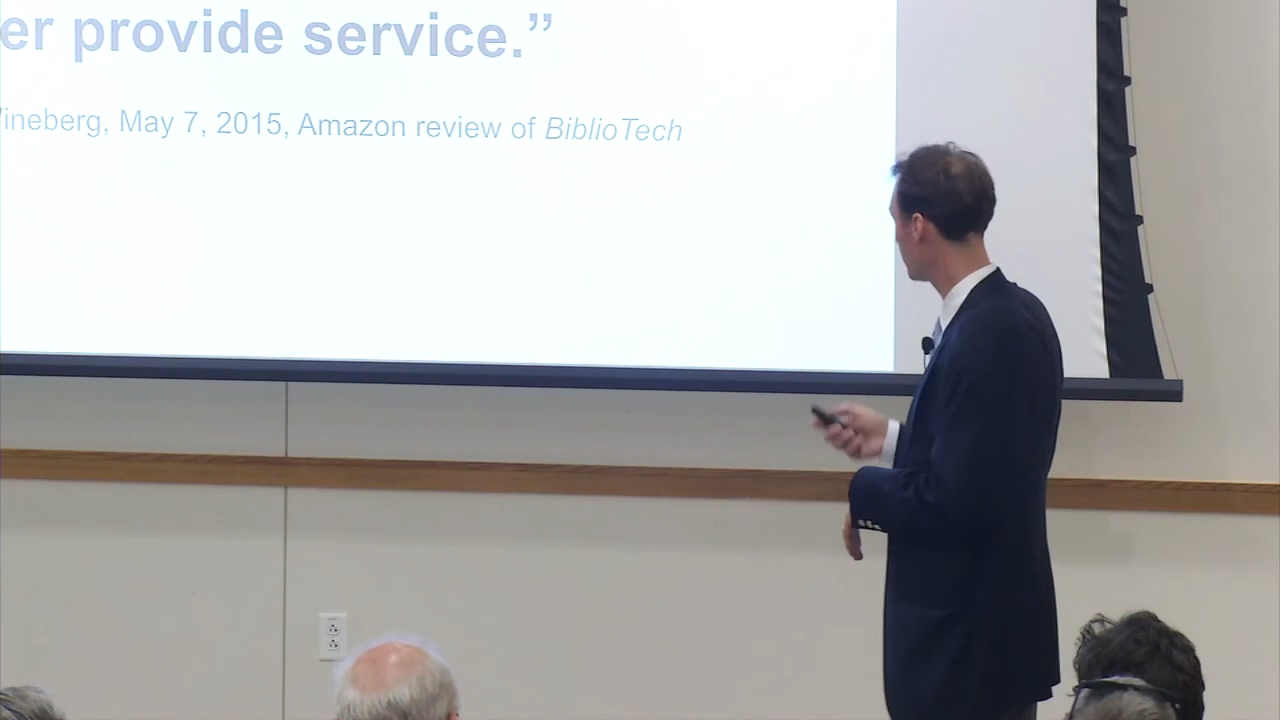 er provide service.”
ineberg, May 7, 2015, Amazon review of BiblioTech